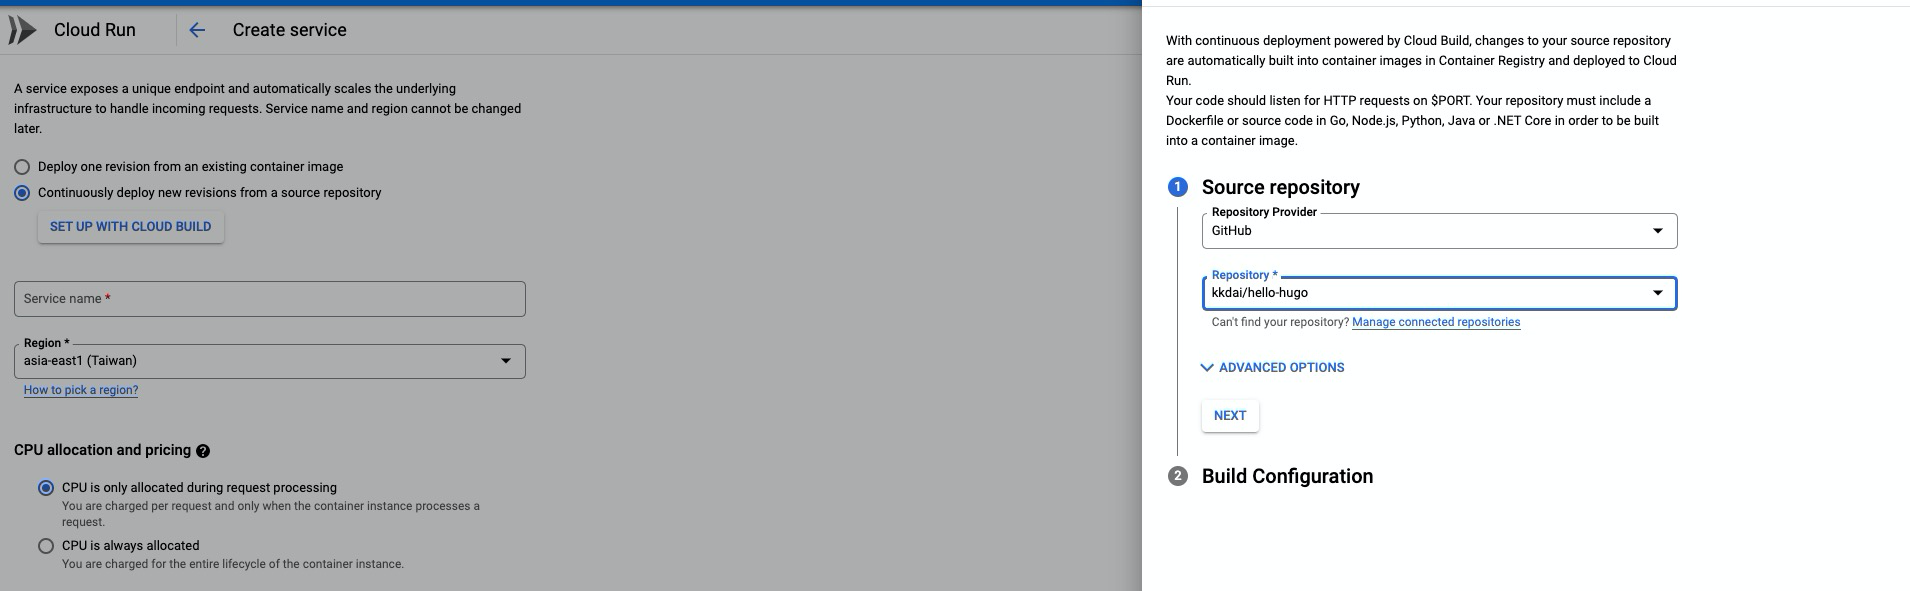 Cloud Run
Create service
A service exposes a unique endpoint and automatically scales the underlying
infrastructure to handle incoming requests. Service name and region cannot be changed
later.
Deploy one revision from an existing container image
Continuously deploy new revisions from a source repository
SET UP WITH CLOUD BUILD
Service name *
Region *
asia-east1 (Taiwan)
How to pick a region?
CPU allocation and pricing ?
CPU is only allocated during request processing
You are charged per request and only when the container instance processes a
request.
CPU is always allocated
You are charged for the entire lifecycle of the container instance.
With continuous deployment powered by Cloud Build, changes to your source repository
are automatically built into container images in Container Registry and deployed to Cloud
Run.
Your code should listen for HTTP requests on $PORT. Your repository must include a
Dockerfile or source code in Go, Node.js, Python, Java or .NET Core in order to be built
into a container image.
1 Source repository
Repository Provider
GitHub
Repository *
kkdai/hello-hugo
Can't find your repository? Manage connected repositories
ADVANCED OPTIONS
NEXT
2 Build Configuration